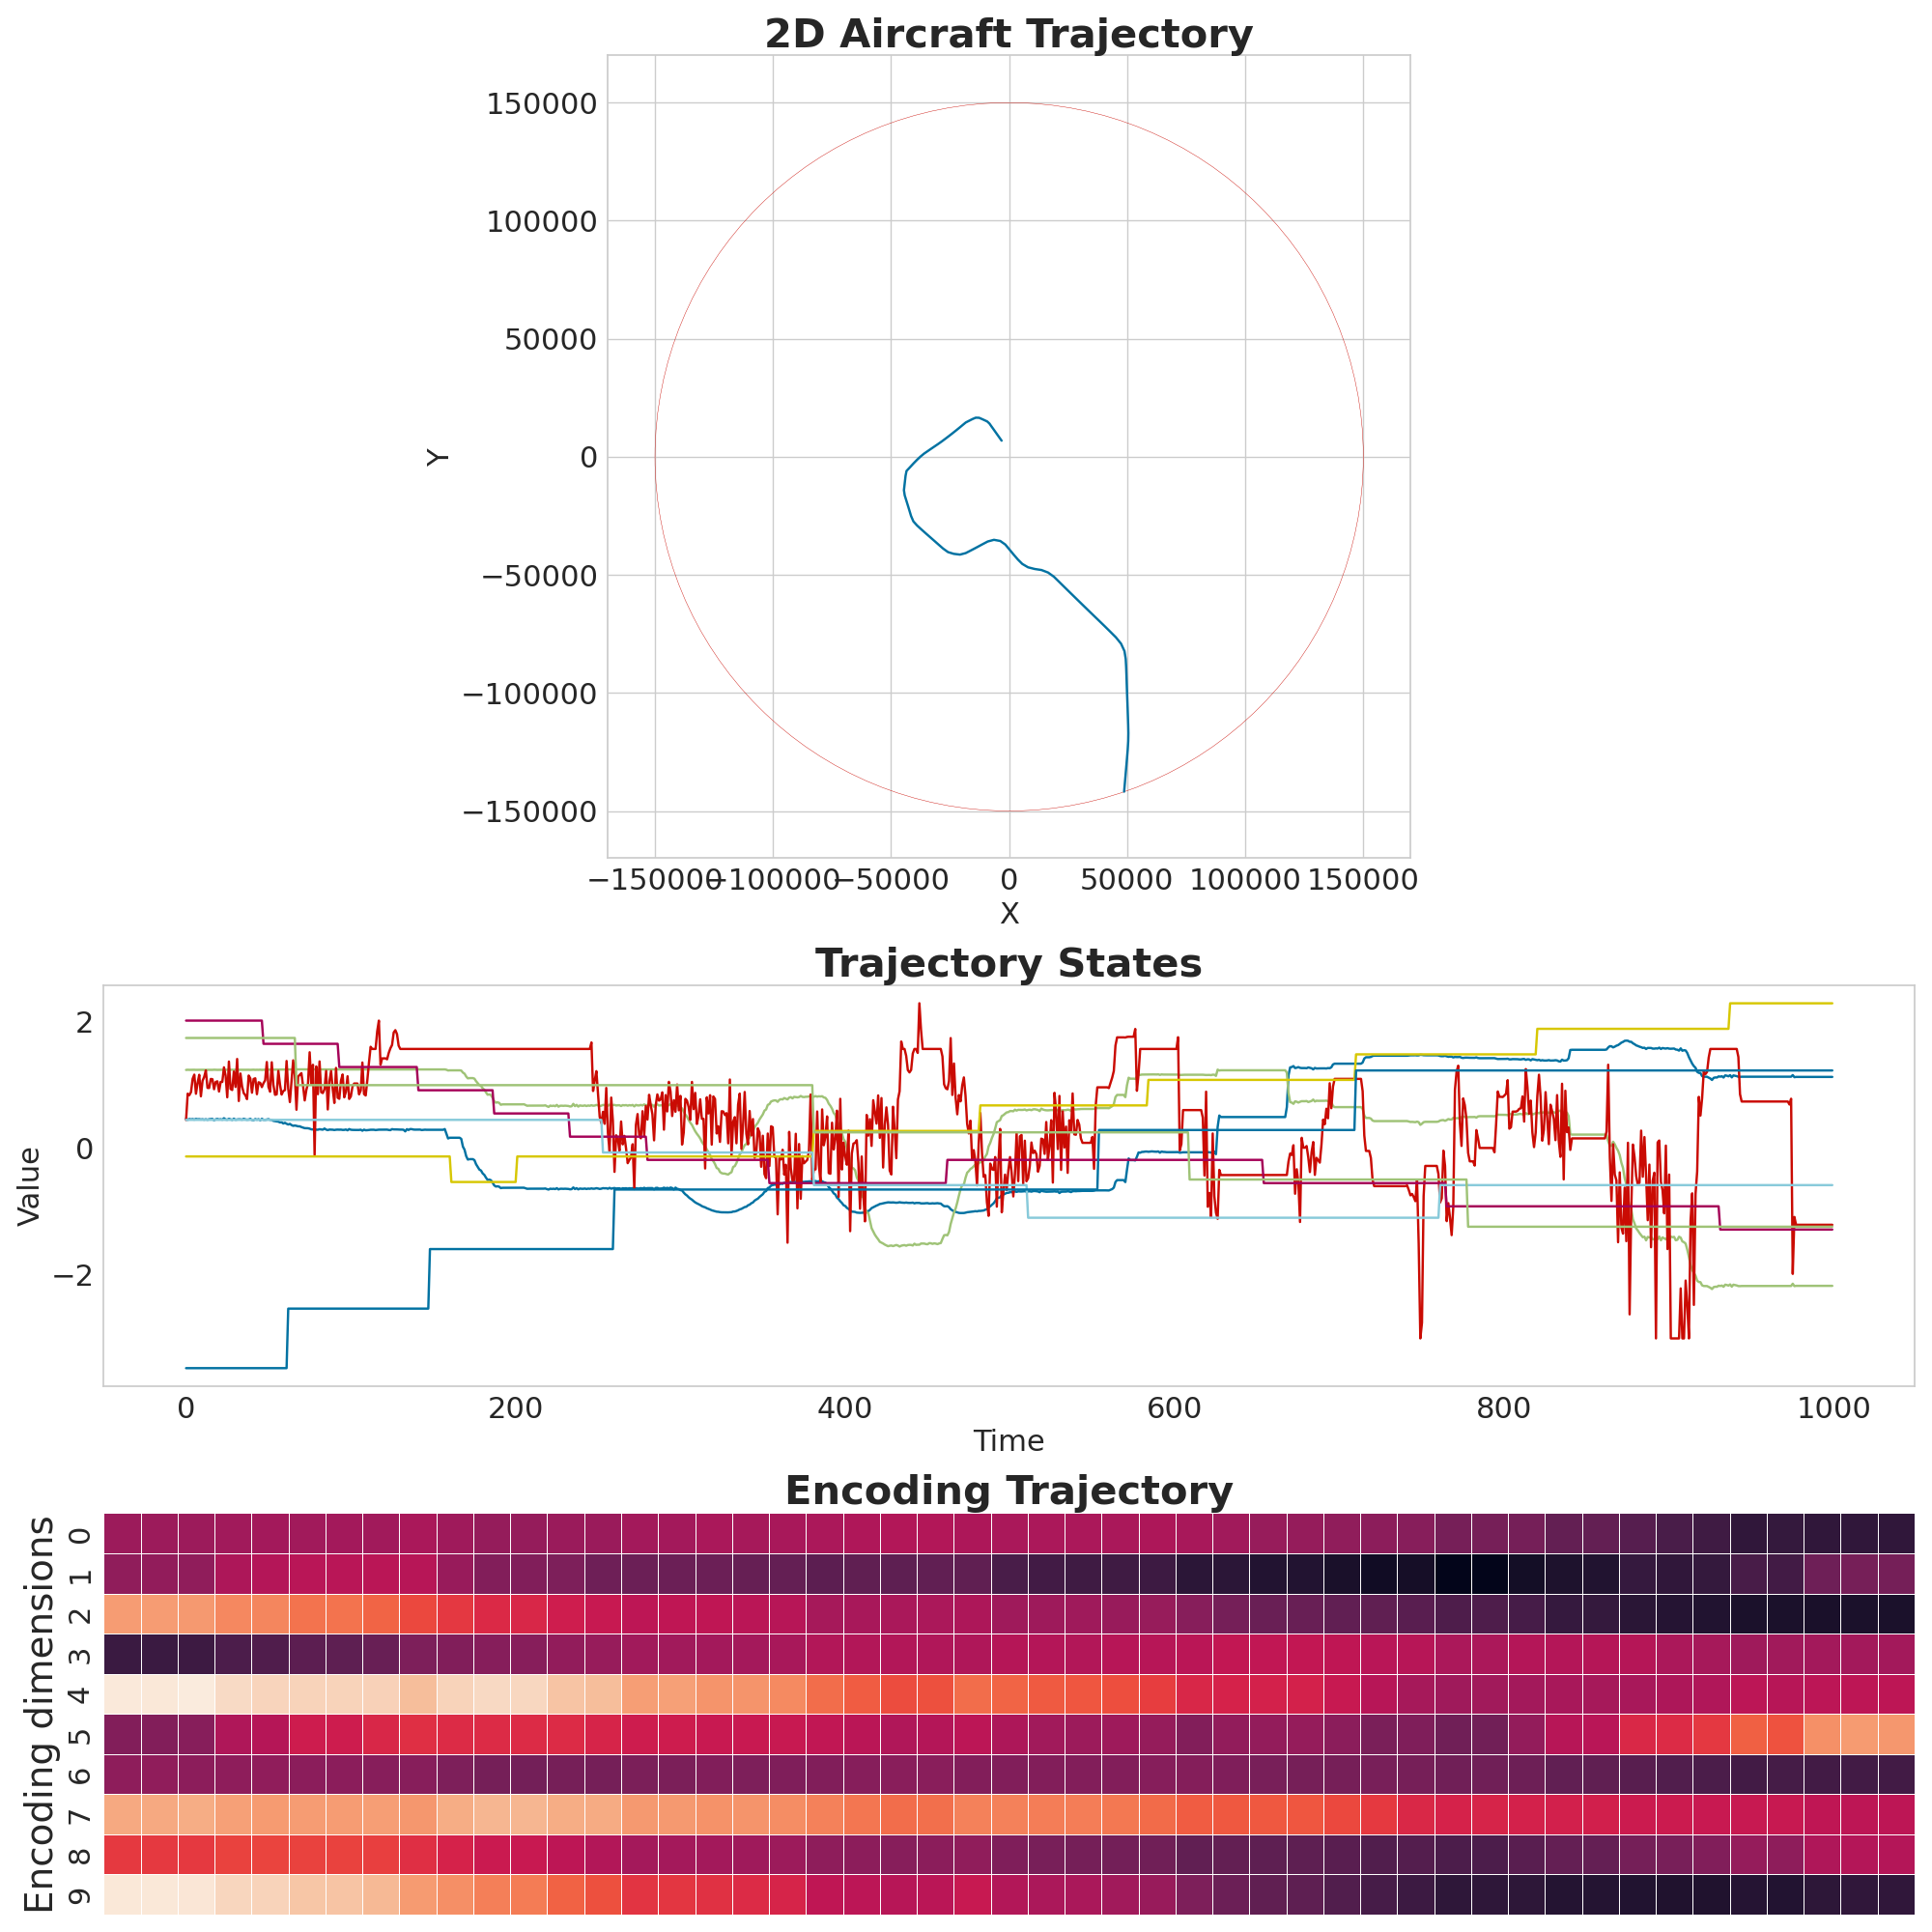 2D Aircraft Trajectory
150000
100000
50000
0
−50000
−100000
−150000
Y
−150000 −100000 −50000 0 50000 100000 150000
X
Trajectory States
2
0
−2
Value
0 200 400 600 800 1000
Time
Encoding Trajectory
0
1
2
3
4
5
6
7
8
9
Encoding dimensions